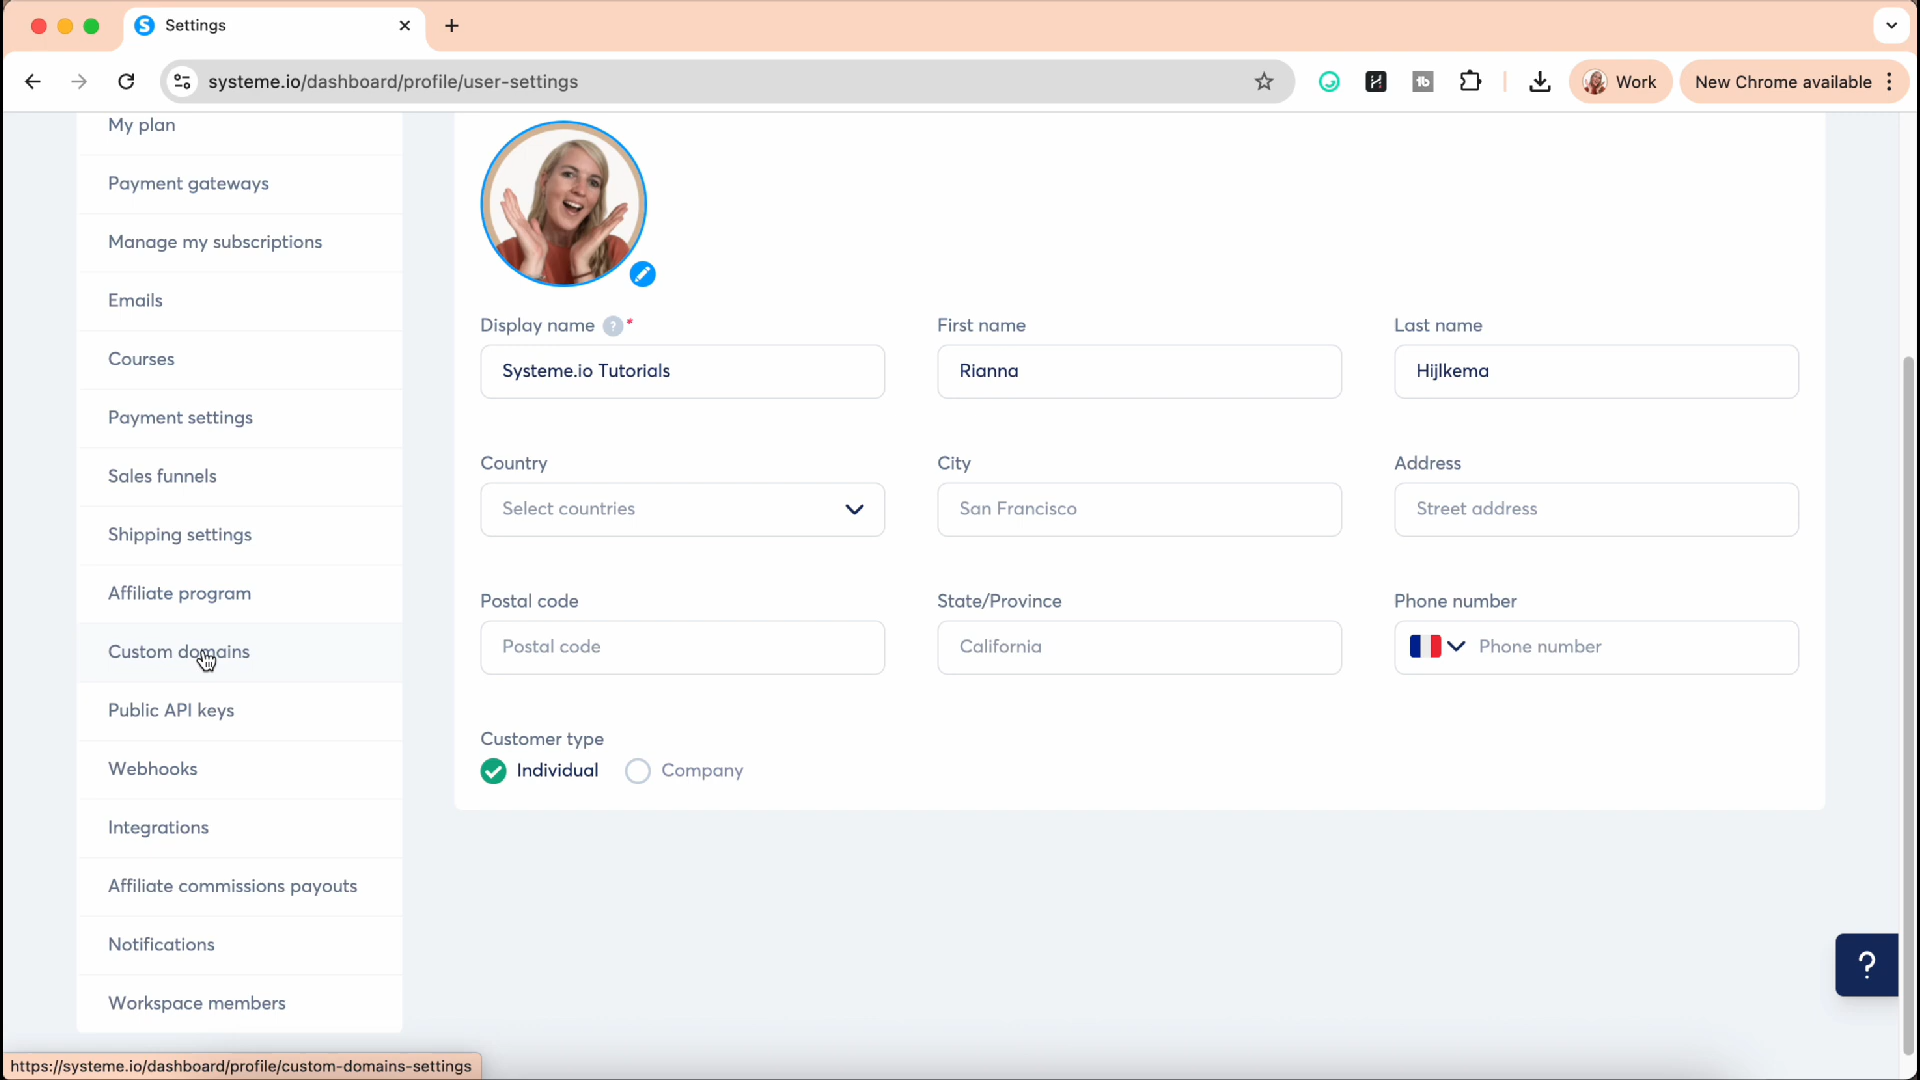 Settings
systeme.io/dashboard/profile/user-settings
Work
New Chrome available
My plan
Payment gateways
Manage my subscriptions
Emails
Courses
Payment settings
Sales funnels
Shipping settings
Affiliate program
Custom domains
Public API keys
Webhooks
Integrations
Affiliate commissions payouts
Notifications
Workspace members
Display name ? *
First name
Last name
Systeme.io Tutorials
Rianna
Hijlkema
Country
City
Address
Select countries
San Francisco
Street address
Postal code
State/Province
Phone number
Postal code
California
Phone number
Customer type
Individual
Company
?
https://systeme.io/dashboard/profile/custom-domains-settings